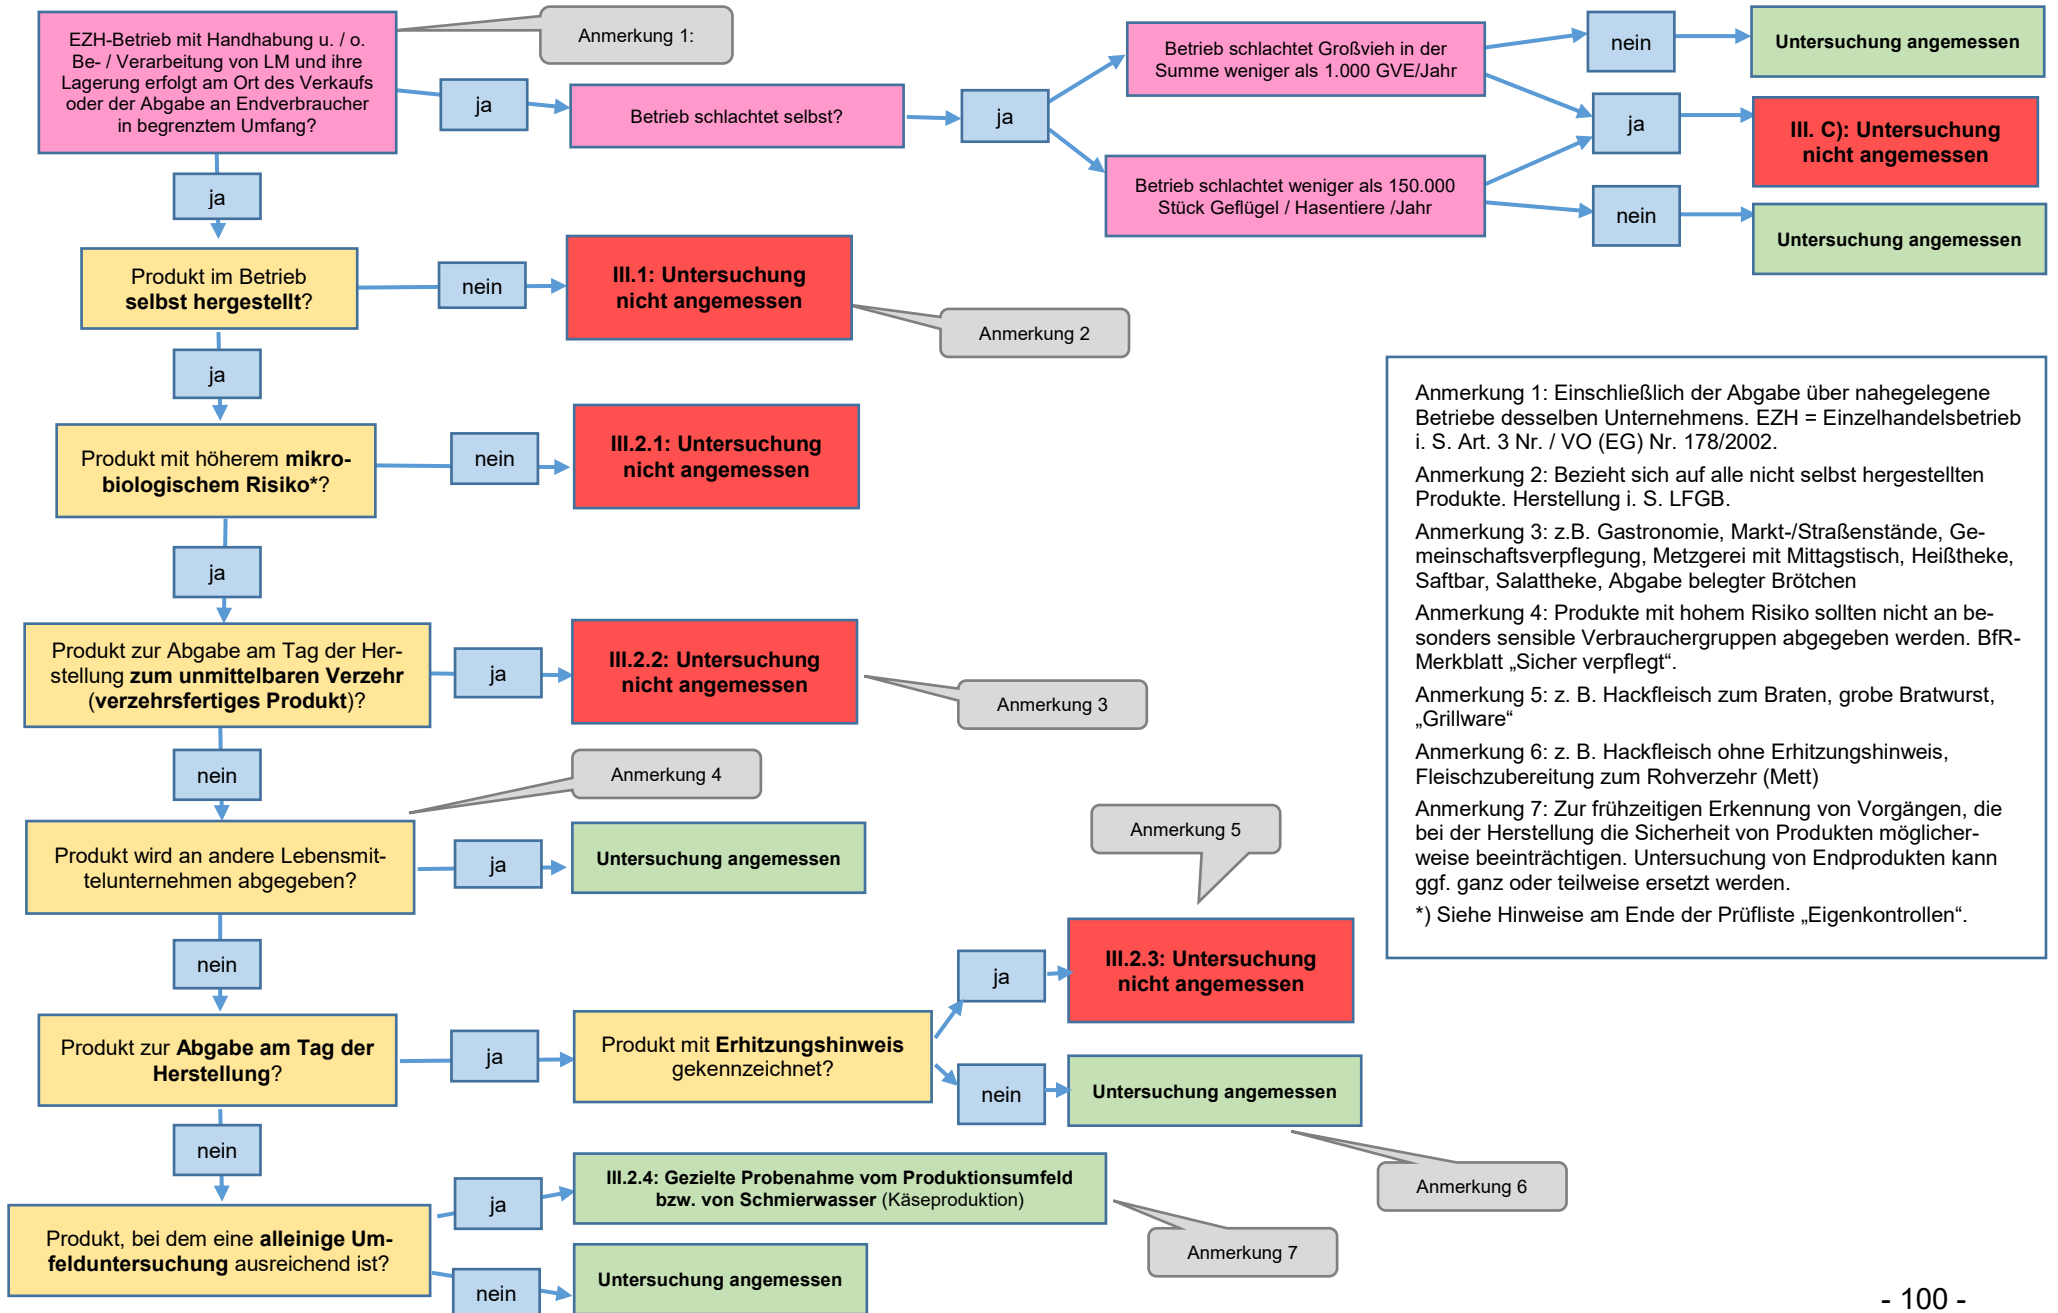 EZH-Betrieb mit Handhabung u. / o.
Be- / Verarbeitung von LM und ihre
Lagerung erfolgt am Ort des Verkaufs
oder der Abgabe an Endverbraucher
in begrenztem Umfang?
Anmerkung 1:
ja
Betrieb schlachtet selbst?
ja
Betrieb schlachtet Großvieh in der
Summe weniger als 1.000 GVE/Jahr
nein
Untersuchung angemessen
ja
III. C): Untersuchung
nicht angemessen
Betrieb schlachtet weniger als 150.000
Stück Geflügel / Hasentiere /Jahr
nein
Untersuchung angemessen
ja
Produkt im Betrieb
selbst hergestellt?
nein
III.1: Untersuchung
nicht angemessen
Anmerkung 2
ja
Produkt mit höherem mikro-
biologischem Risiko*?
nein
III.2.1: Untersuchung
nicht angemessen
ja
Produkt zur Abgabe am Tag der Her-
stellung zum unmittelbaren Verzehr
(verzehrsfertiges Produkt)?
ja
III.2.2: Untersuchung
nicht angemessen
Anmerkung 3
nein
Anmerkung 4
Produkt wird an andere Lebensmit-
telunternehmen abgegeben?
ja
Untersuchung angemessen
nein
Produkt zur Abgabe am Tag der
Herstellung?
ja
Produkt mit Erhitzungshinweis
gekennzeichnet?
ja
Anmerkung 5
III.2.3: Untersuchung
nicht angemessen
nein
Untersuchung angemessen
Anmerkung 6
nein
Produkt, bei dem eine alleinige Um-
felduntersuchung ausreichend ist?
ja
III.2.4: Gezielte Probenahme vom Produktionsumfeld
bzw. von Schmierwasser (Käseproduktion)
Anmerkung 7
nein
Untersuchung angemessen
Anmerkung 1: Einschließlich der Abgabe über nahegelegene
Betriebe desselben Unternehmens. EZH = Einzelhandelsbetrieb
i. S. Art. 3 Nr. / VO (EG) Nr. 178/2002.
Anmerkung 2: Bezieht sich auf alle nicht selbst hergestellten
Produkte. Herstellung i. S. LFGB.
Anmerkung 3: z.B. Gastronomie, Markt-/Straßenstände, Ge-
meinschaftsverpflegung, Metzgerei mit Mittagstisch, Heißtheke,
Saftbar, Salattheke, Abgabe belegter Brötchen
Anmerkung 4: Produkte mit hohem Risiko sollten nicht an be-
sonders sensible Verbrauchergruppen abgegeben werden. BfR-
Merkblatt „Sicher verpflegt“.
Anmerkung 5: z. B. Hackfleisch zum Braten, grobe Bratwurst,
„Grillware“
Anmerkung 6: z. B. Hackfleisch ohne Erhitzungshinweis,
Fleischzubereitung zum Rohverzehr (Mett)
Anmerkung 7: Zur frühzeitigen Erkennung von Vorgängen, die
bei der Herstellung die Sicherheit von Produkten möglicher-
weise beeinträchtigen. Untersuchung von Endprodukten kann
ggf. ganz oder teilweise ersetzt werden.
*) Siehe Hinweise am Ende der Prüfliste „Eigenkontrollen“.
- 100 -